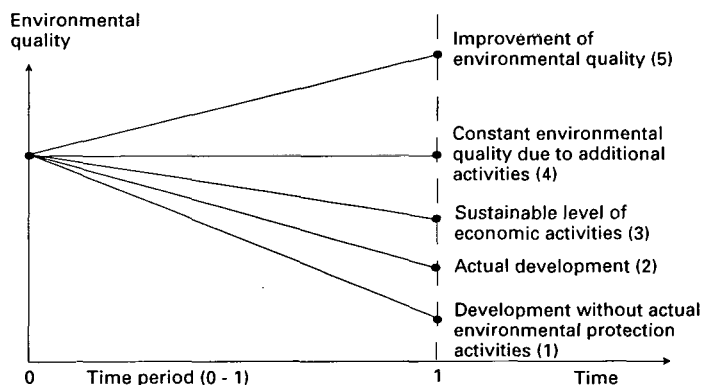 Environmental
quality
Improvement of
environmental quality (5)
Constant environmental
quality due to additional
activities (4)
Sustainable level of
economic activities (3)
Actual development (2)
Development without actual
environmental protection
activities (1)
0
Time period (0 - 1)
1
Time